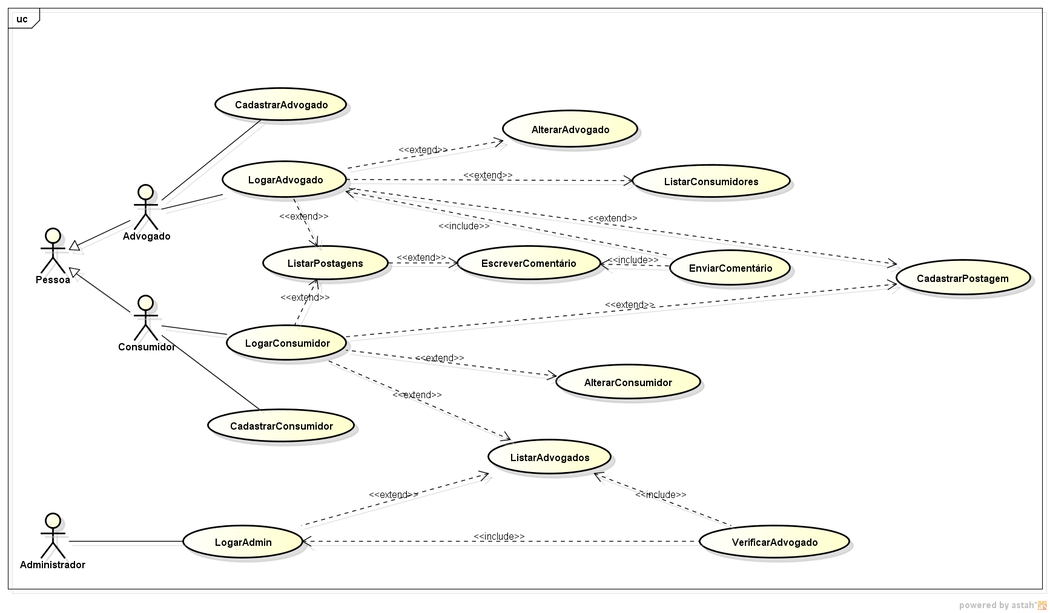 uc
CadastrarAdvogado
AlterarAdvogado
<<extend>>
LogarAdvogado
<<extend>>
ListarConsumidores
<<extend>>
<<extend>>
<<include>>
Advogado
ListarPostagens
<<extend>>
EscreverComentário
<<include>>
EnviarComentário
CadastrarPostagem
Pessoa
<<extend>>
<<extend>>
Consumidor
LogarConsumidor
<<extend>>
AlterarConsumidor
<<extend>>
CadastrarConsumidor
ListarAdvogados
<<extend>>
<<include>>
LogarAdmin
<<include>>
VerificarAdvogado
Administrador
powered by astah*